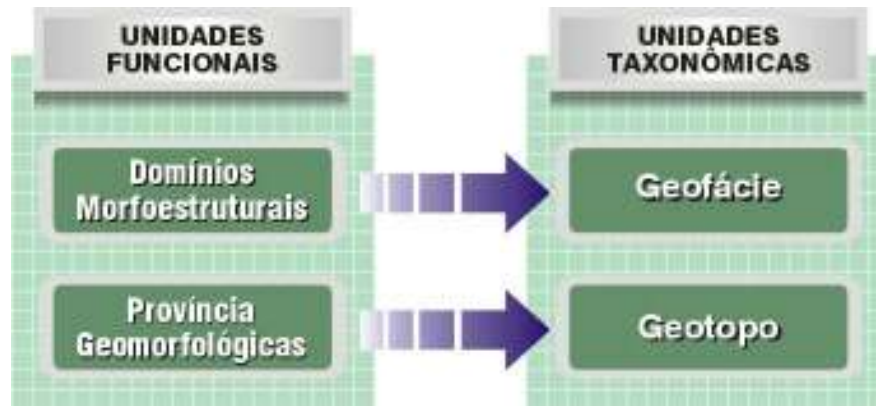 UNIDADES
FUNCIONAIS
UNIDADES
TAXONÔMICAS
Domínios
Morfoestruturais
Geofácie
Província
Geomorfológicas
Geotopo